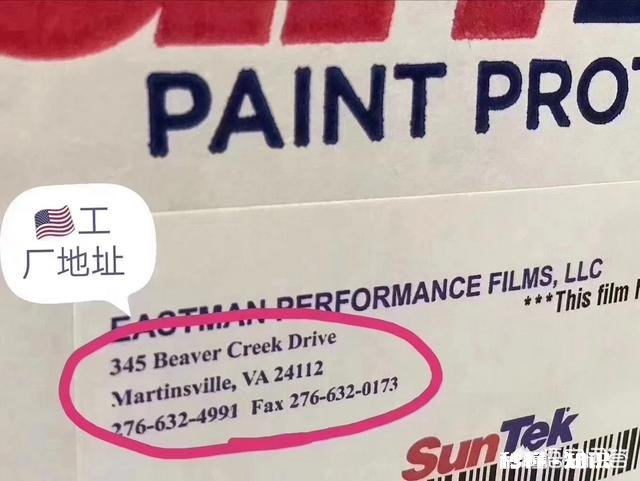 PAINT PRO
🇺🇸工
厂地址
EASTMAN PERFORMANCE FILMS, LLC
***This film
345 Beaver Creek Drive
Martinsville, VA 24112
276-632-4991 Fax 276-632-0173
SunTek